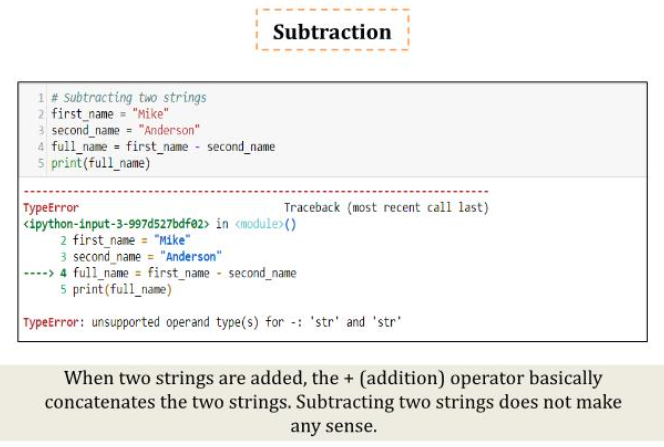 Subtraction
1 # Subtracting two strings
2 first_name = "Mike"
3 second_name = "Anderson"
4 full_name = first_name - second_name
5 print(full_name)
---------------------------------------------------------------------------
TypeError Traceback (most recent call last)
<ipython-input-3-997d527bdf02> in <module>()
2 first_name = "Mike"
3 second_name = "Anderson"
----> 4 full_name = first_name - second_name
5 print(full_name)
TypeError: unsupported operand type(s) for -: 'str' and 'str'
When two strings are added, the + (addition) operator basically
concatenates the two strings. Subtracting two strings does not make
any sense.